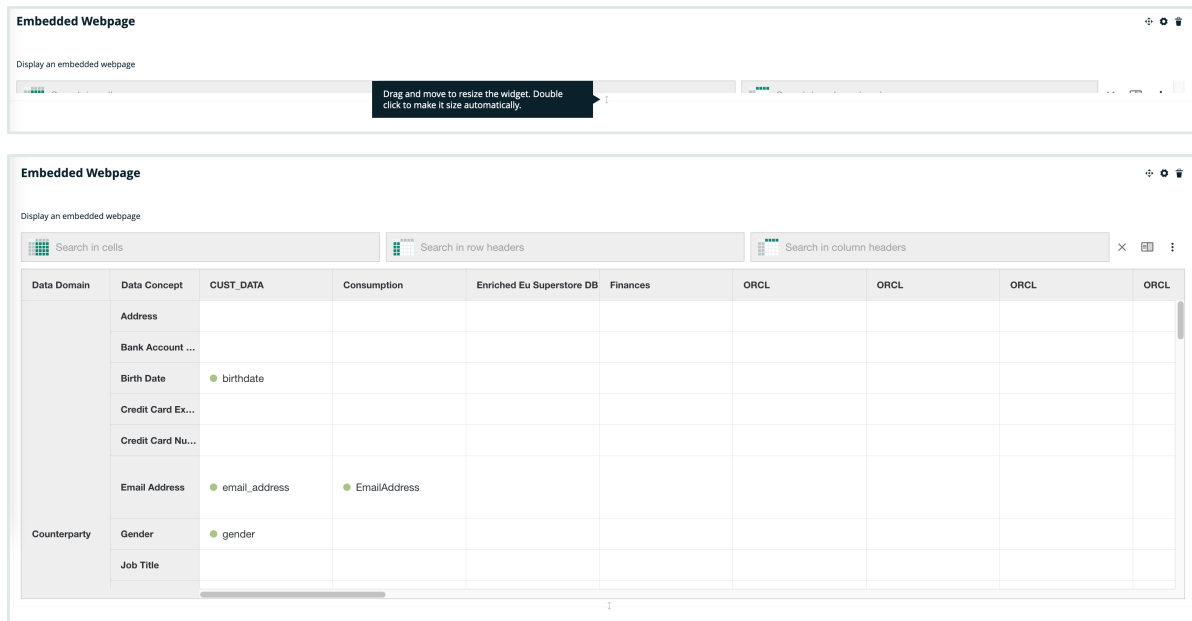 Embedded Webpage
Display an embedded webpage
Drag and move to resize the widget. Double
click to make it size automatically.
Embedded Webpage
Display an embedded webpage
Search in cells
Search in row headers
Search in column headers
Data Domain
Data Concept
CUST_DATA
Consumption
Enriched Eu Superstore DB
Finances
ORCL
ORCL
ORCL
ORCL
Address
Bank Account ...
Birth Date
birthdate
Credit Card Ex...
Credit Card Nu...
Email Address
email_address
EmailAddress
Counterparty
Gender
gender
Job Title